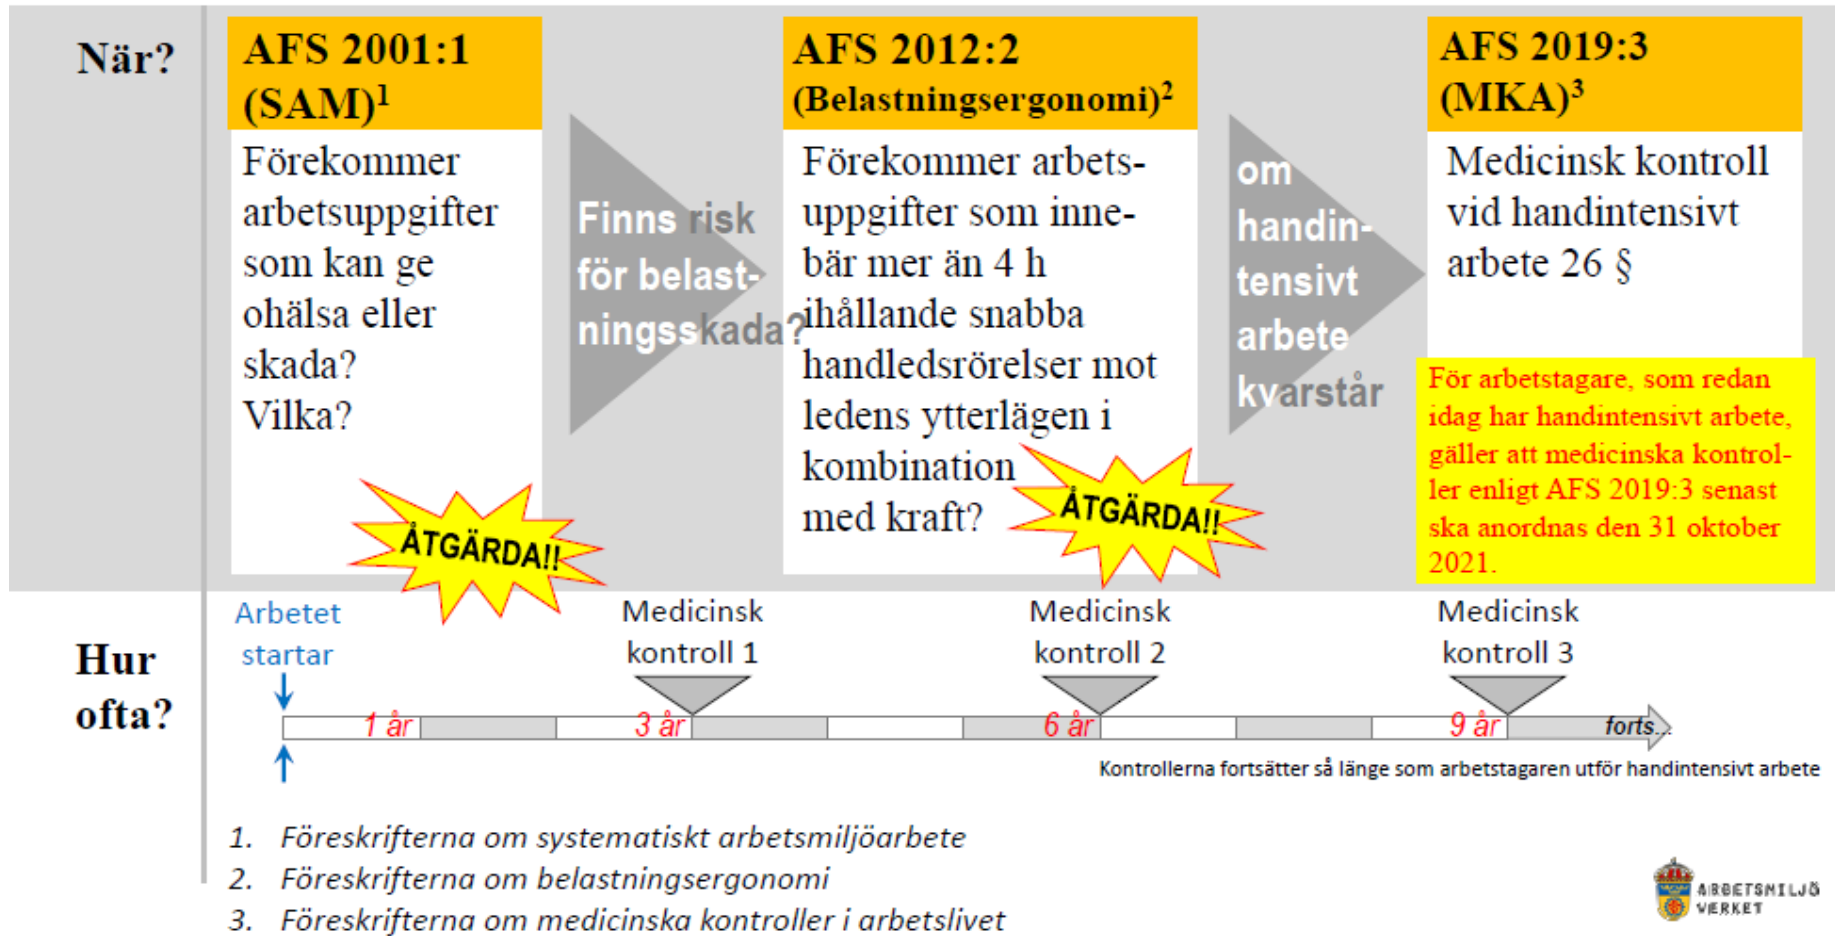 När?
AFS 2001:1
(SAM)¹
Förekommer
arbetsuppgifter
som kan ge
ohälsa eller
skada?
Vilka?
ÅTGÄRDA!!
Finns risk
för belast-
ningsskada?
AFS 2012:2
(Belastningsergonomi)²
Förekommer arbets-
uppgifter som inne-
bär mer än 4 h
ihållande snabba
handledsrörelser mot
ledens ytterlägen i
kombination
med kraft?
ÅTGÄRDA!!
om
handin-
tensivt
arbete
kvarstår
AFS 2019:3
(MKA)³
Medicinsk kontroll
vid handintensivt
arbete 26 §
För arbetstagare, som redan
idag har handintensivt arbete,
gäller att medicinska kontrol-
ler enligt AFS 2019:3 senast
ska anordnas den 31 oktober
2021.
Hur
ofta?
Arbetet
startar
Medicinsk
kontroll 1
Medicinsk
kontroll 2
Medicinsk
kontroll 3
1 år
3 år
6 år
9 år
forts...
Kontrollerna fortsätter så länge som arbetstagaren utför handintensivt arbete
1. Föreskrifterna om systematiskt arbetsmiljöarbete
2. Föreskrifterna om belastningsergonomi
3. Föreskrifterna om medicinska kontroller i arbetslivet
ARBETSMILJÖ
VERKET